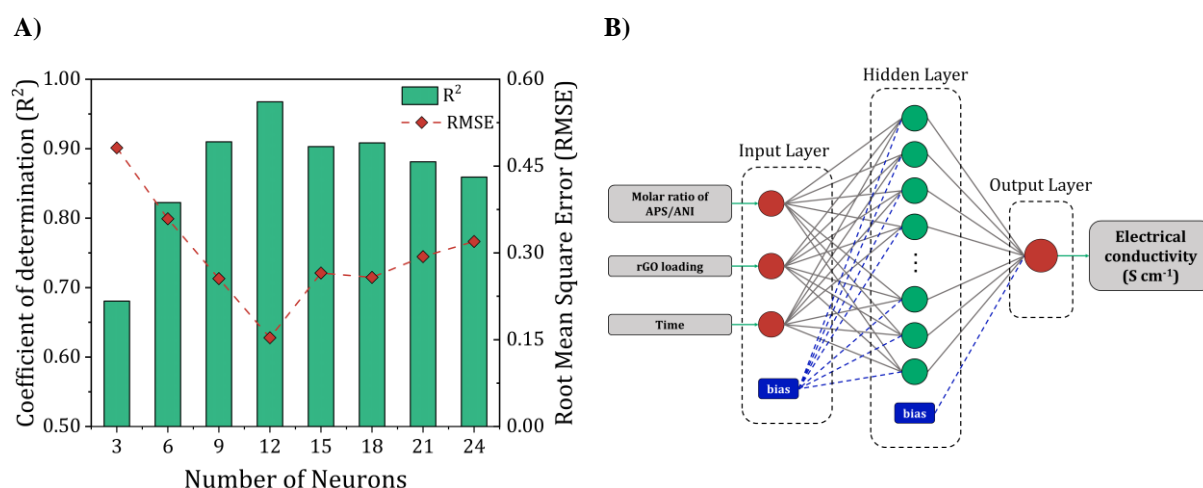 A)
Coefficient of determination (R²)
1.00
0.90
0.80
0.70
0.60
0.50
R²
RMSE
0.60
0.45
0.30
0.15
0.00
Root Mean Square Error (RMSE)
3 6 9 12 15 18 21 24
Number of Neurons
B)
Hidden Layer
Input Layer
Output Layer
Molar ratio of
APS/ANI
rGO loading
Time
bias
bias
Electrical
conductivity
(S cm⁻¹)